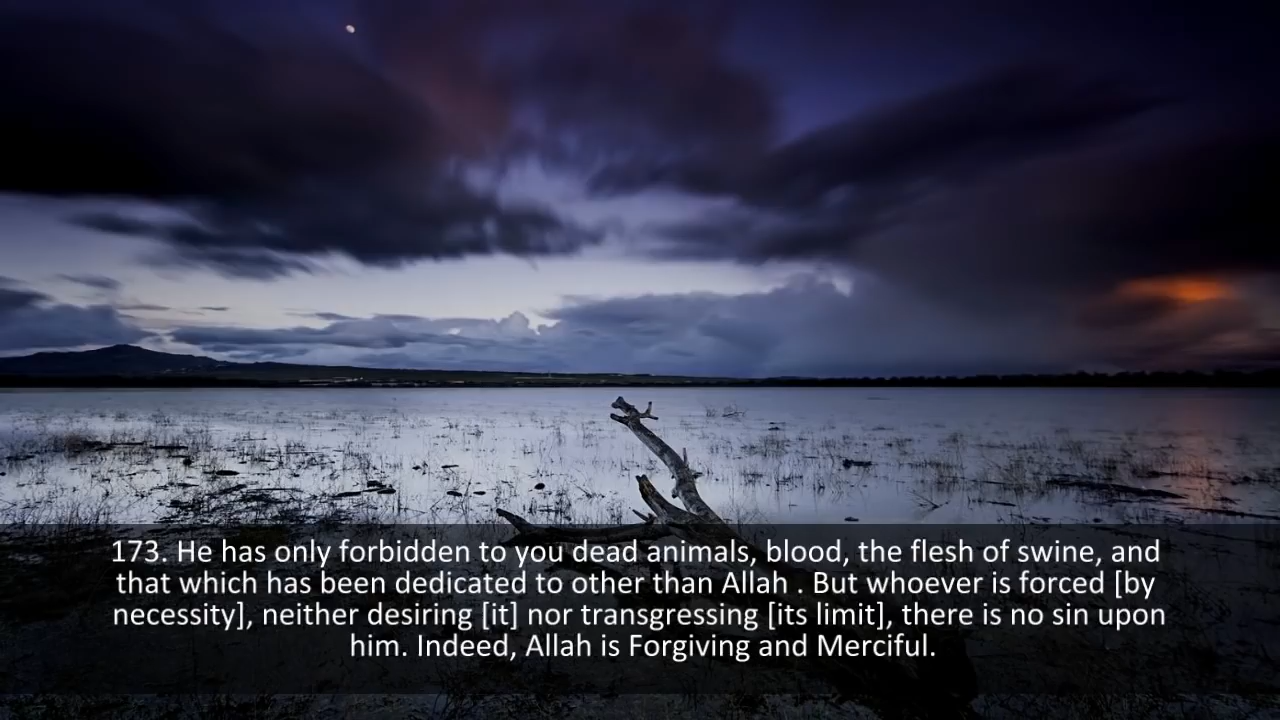 173. He has only forbidden to you dead animals, blood, the flesh of swine, and
that which has been dedicated to other than Allah . But whoever is forced [by
necessity], neither desiring [it] nor transgressing [its limit], there is no sin upon
him. Indeed, Allah is Forgiving and Merciful.